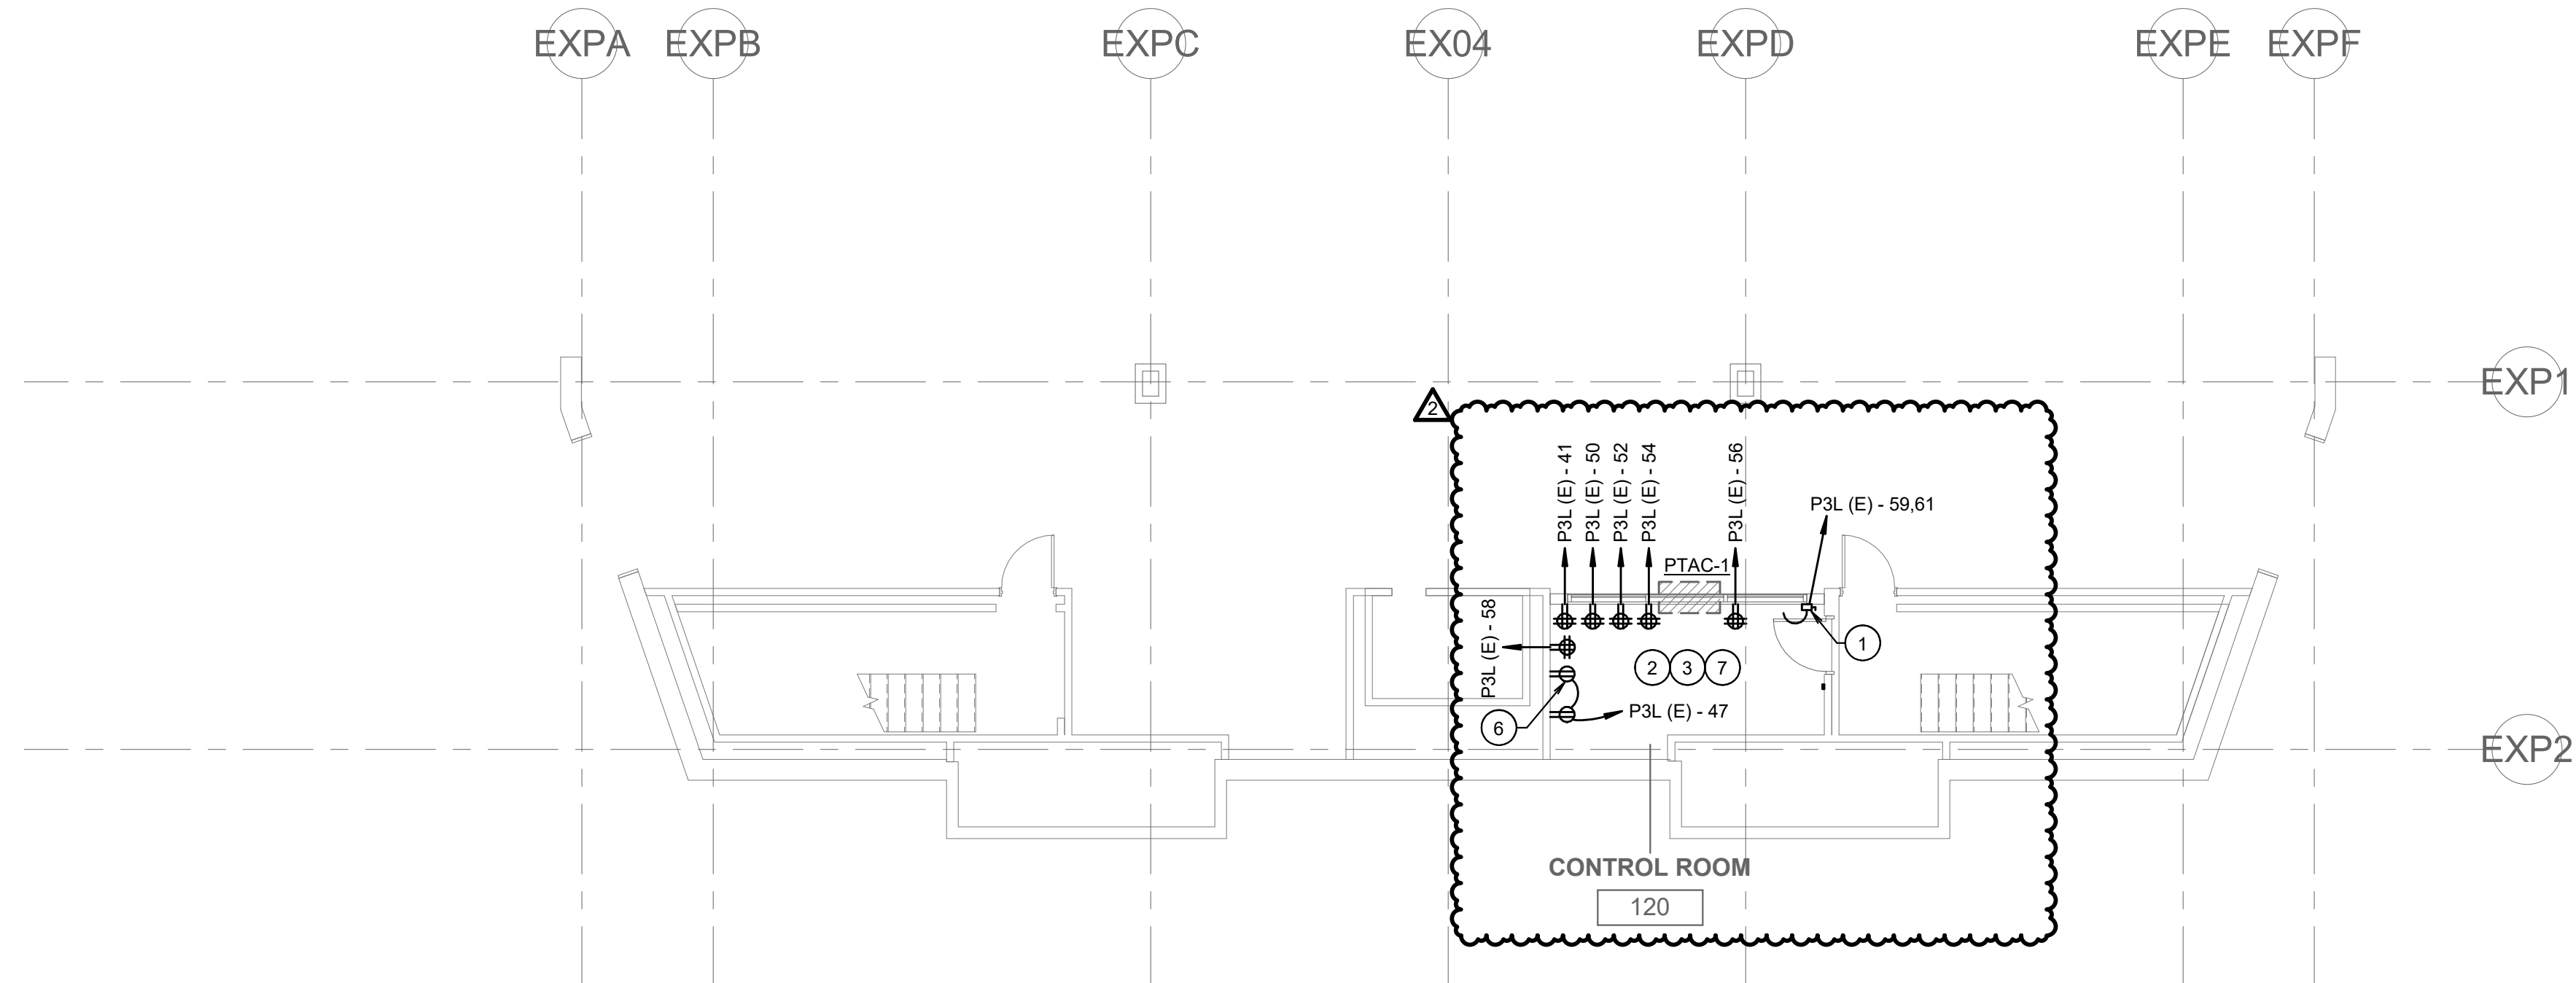 EXPA
EXPB
EXPC
EX04
EXPD
EXPE
EXPF
EXP1
2
P3L (E) - 41
P3L (E) - 50
P3L (E) - 52
P3L (E) - 54
P3L (E) - 56
P3L (E) - 59,61
PTAC-1
P3L (E) - 58
1
2
3
7
6
P3L (E) - 47
EXP2
CONTROL ROOM
120